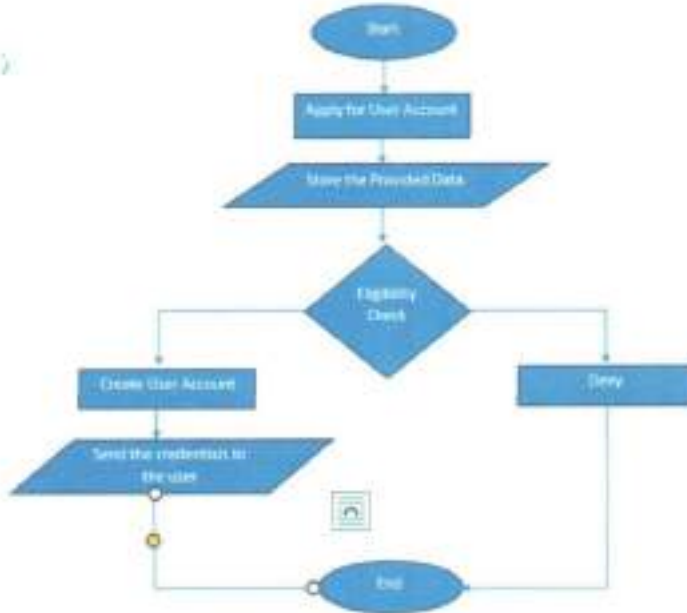 Start
Apply for User Account
Store the Provided Data
Eligibility
Check
Create User Account
Deny
Send the credentials to
the user
End